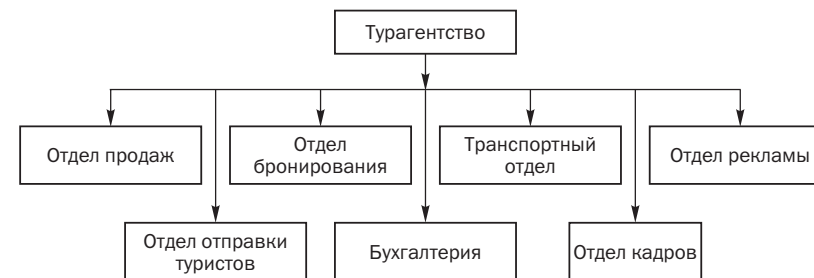 Турагентство
Отдел продаж
Отдел
бронирования
Транспортный
отдел
Отдел рекламы
Отдел отправки
туристов
Бухгалтерия
Отдел кадров